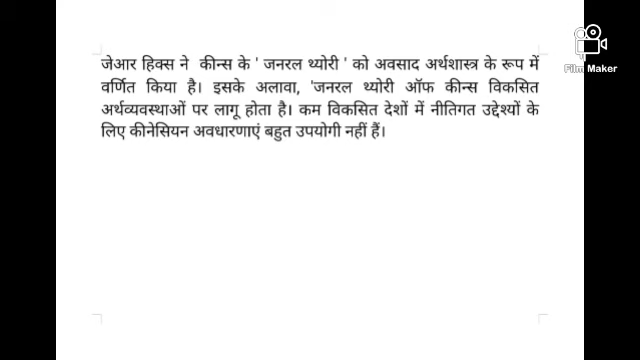 जेआर हिक्स ने कीन्स के ' जनरल थ्योरी ' को अवसाद अर्थशास्त्र के रूप में
वर्णित किया है। इसके अलावा, 'जनरल थ्योरी ऑफ कीन्स विकसित
अर्थव्यवस्थाओं पर लागू होता है। कम विकसित देशों में नीतिगत उद्देश्यों के
लिए कीनेसियन अवधारणाएं बहुत उपयोगी नहीं हैं।
Film Maker